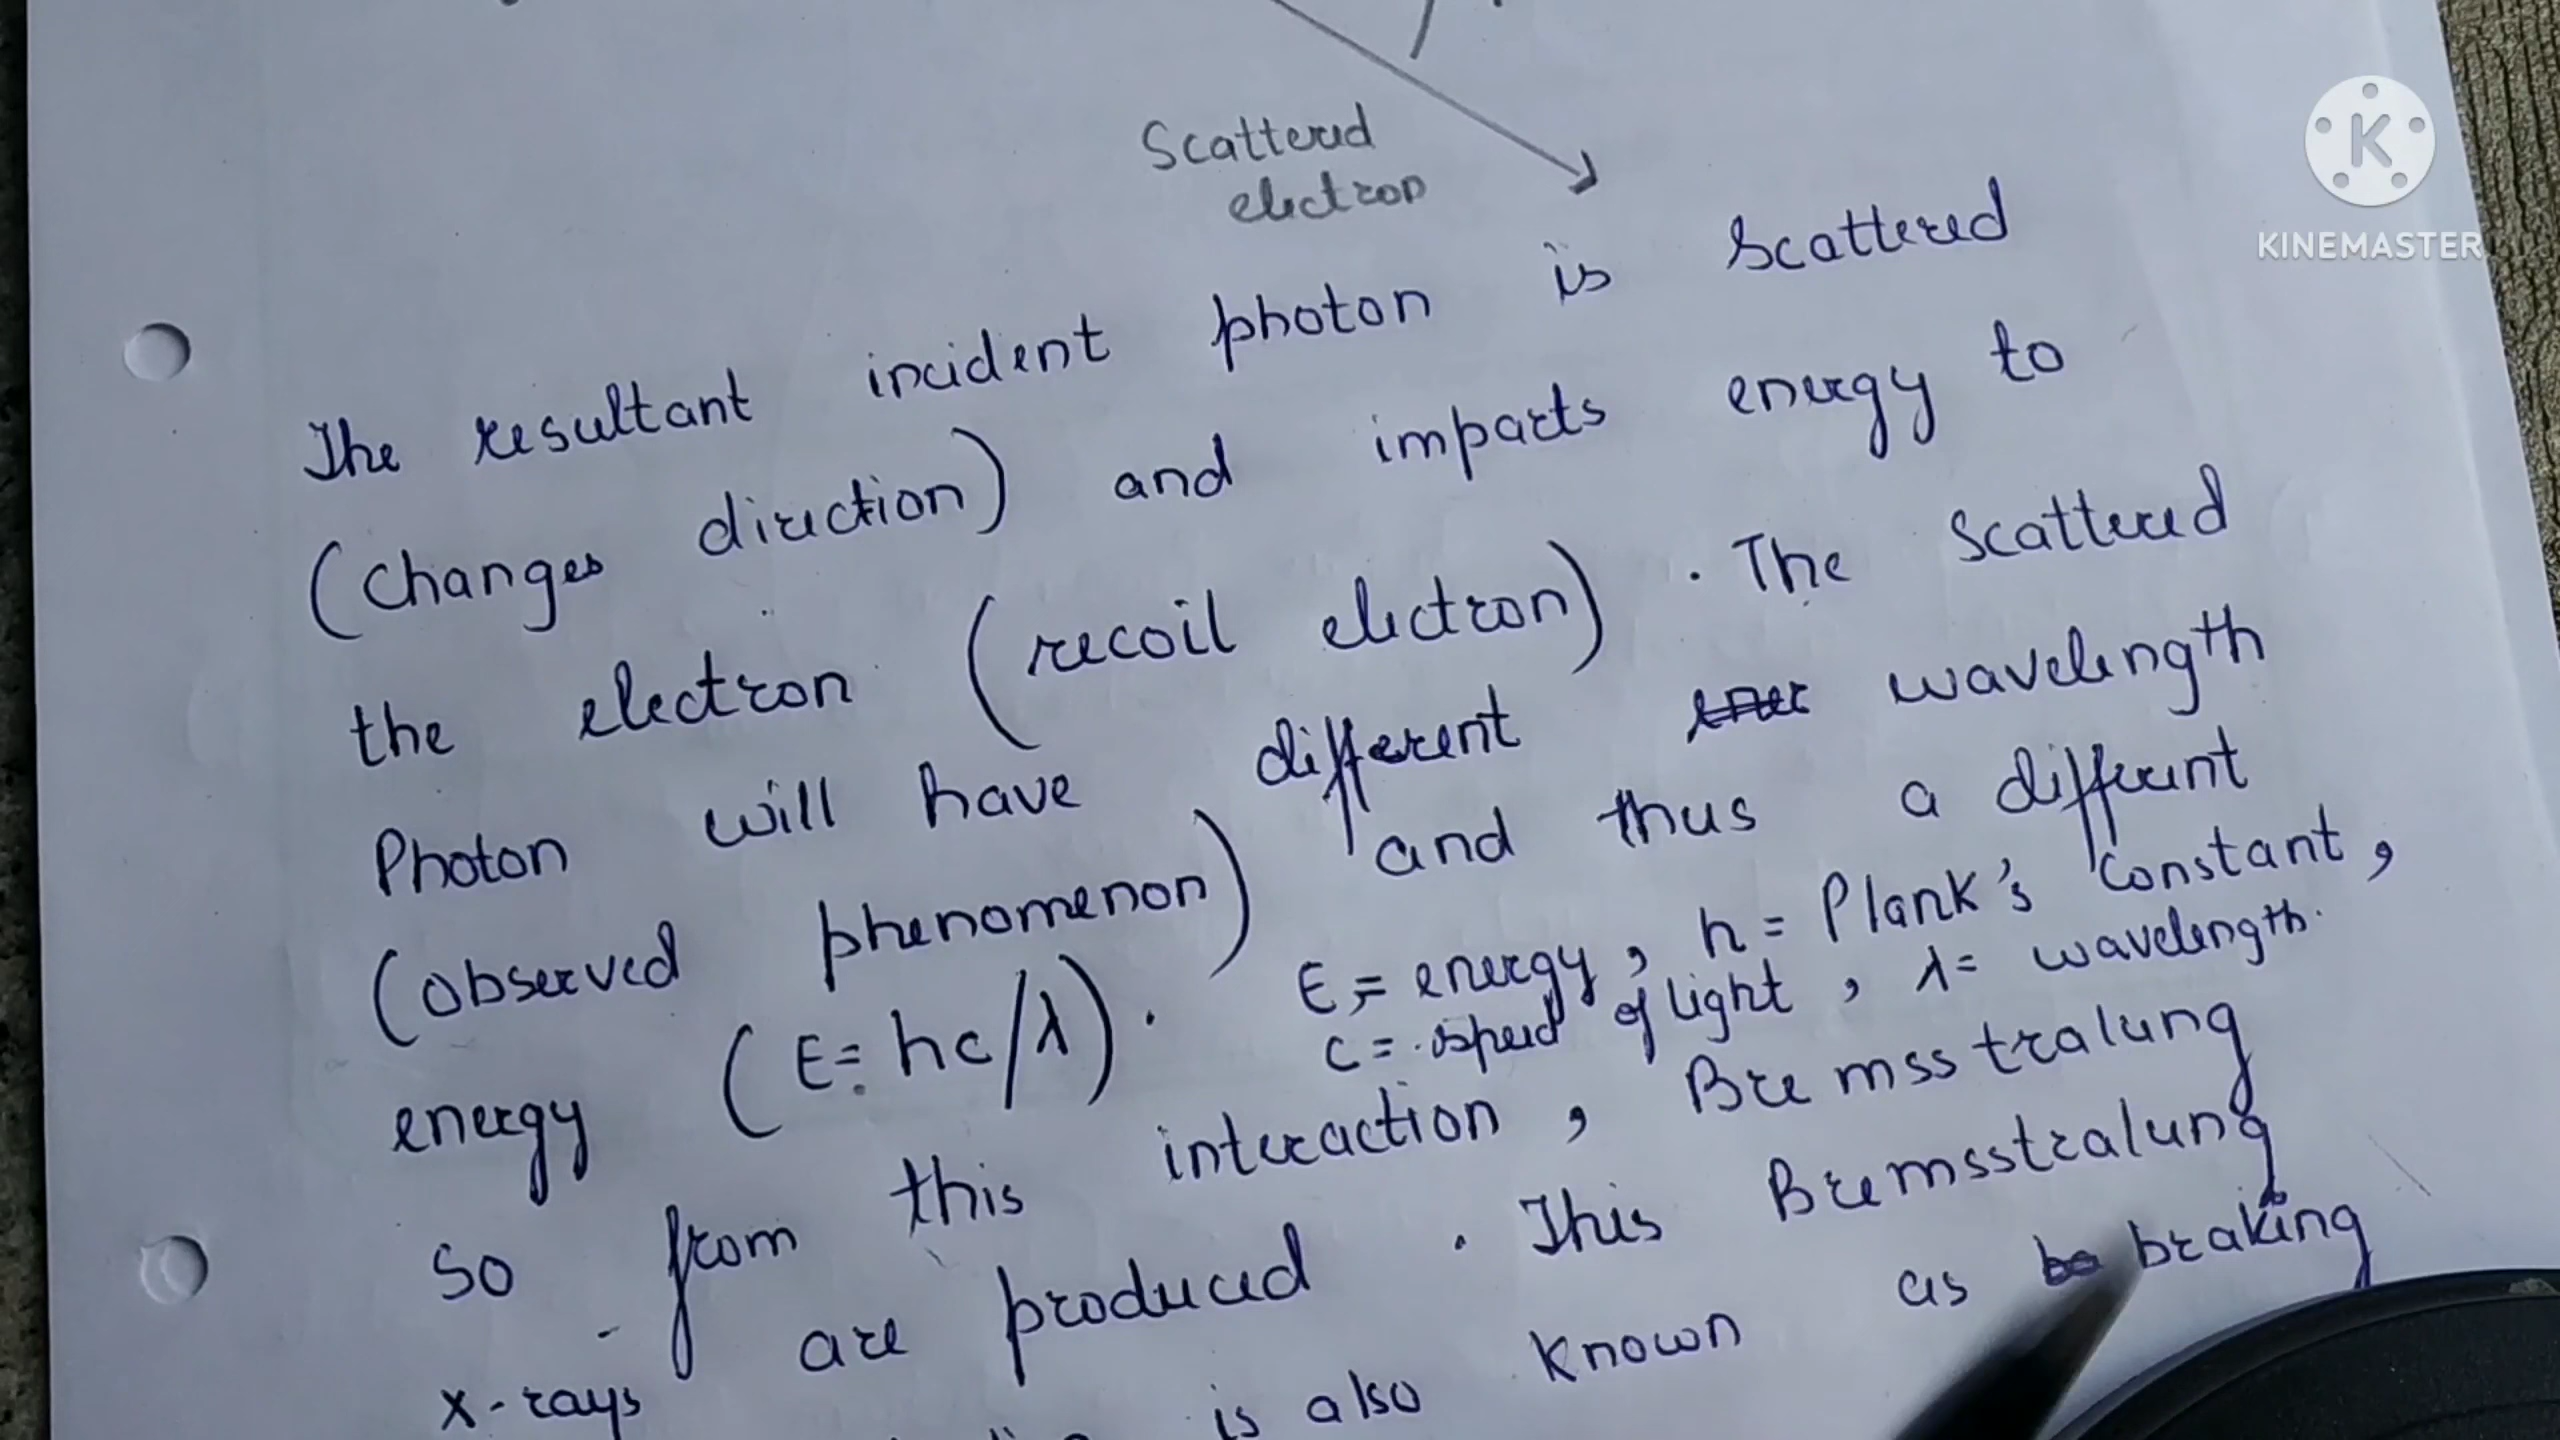 Scattered
electron
KINEMASTER
The resultant incident photon is scattered
(changes direction) and imparts energy to
the electron (recoil electron). The scattered
Photon will have different wavelength
(observed phenomenon) and thus a different
energy (E = hc/λ). E = energy, h = Plank's constant,
c = speed of light, λ = wavelength.
So from this interaction, Bremsstralung
x-rays are produced. This Bremsstralung
is also known as braking